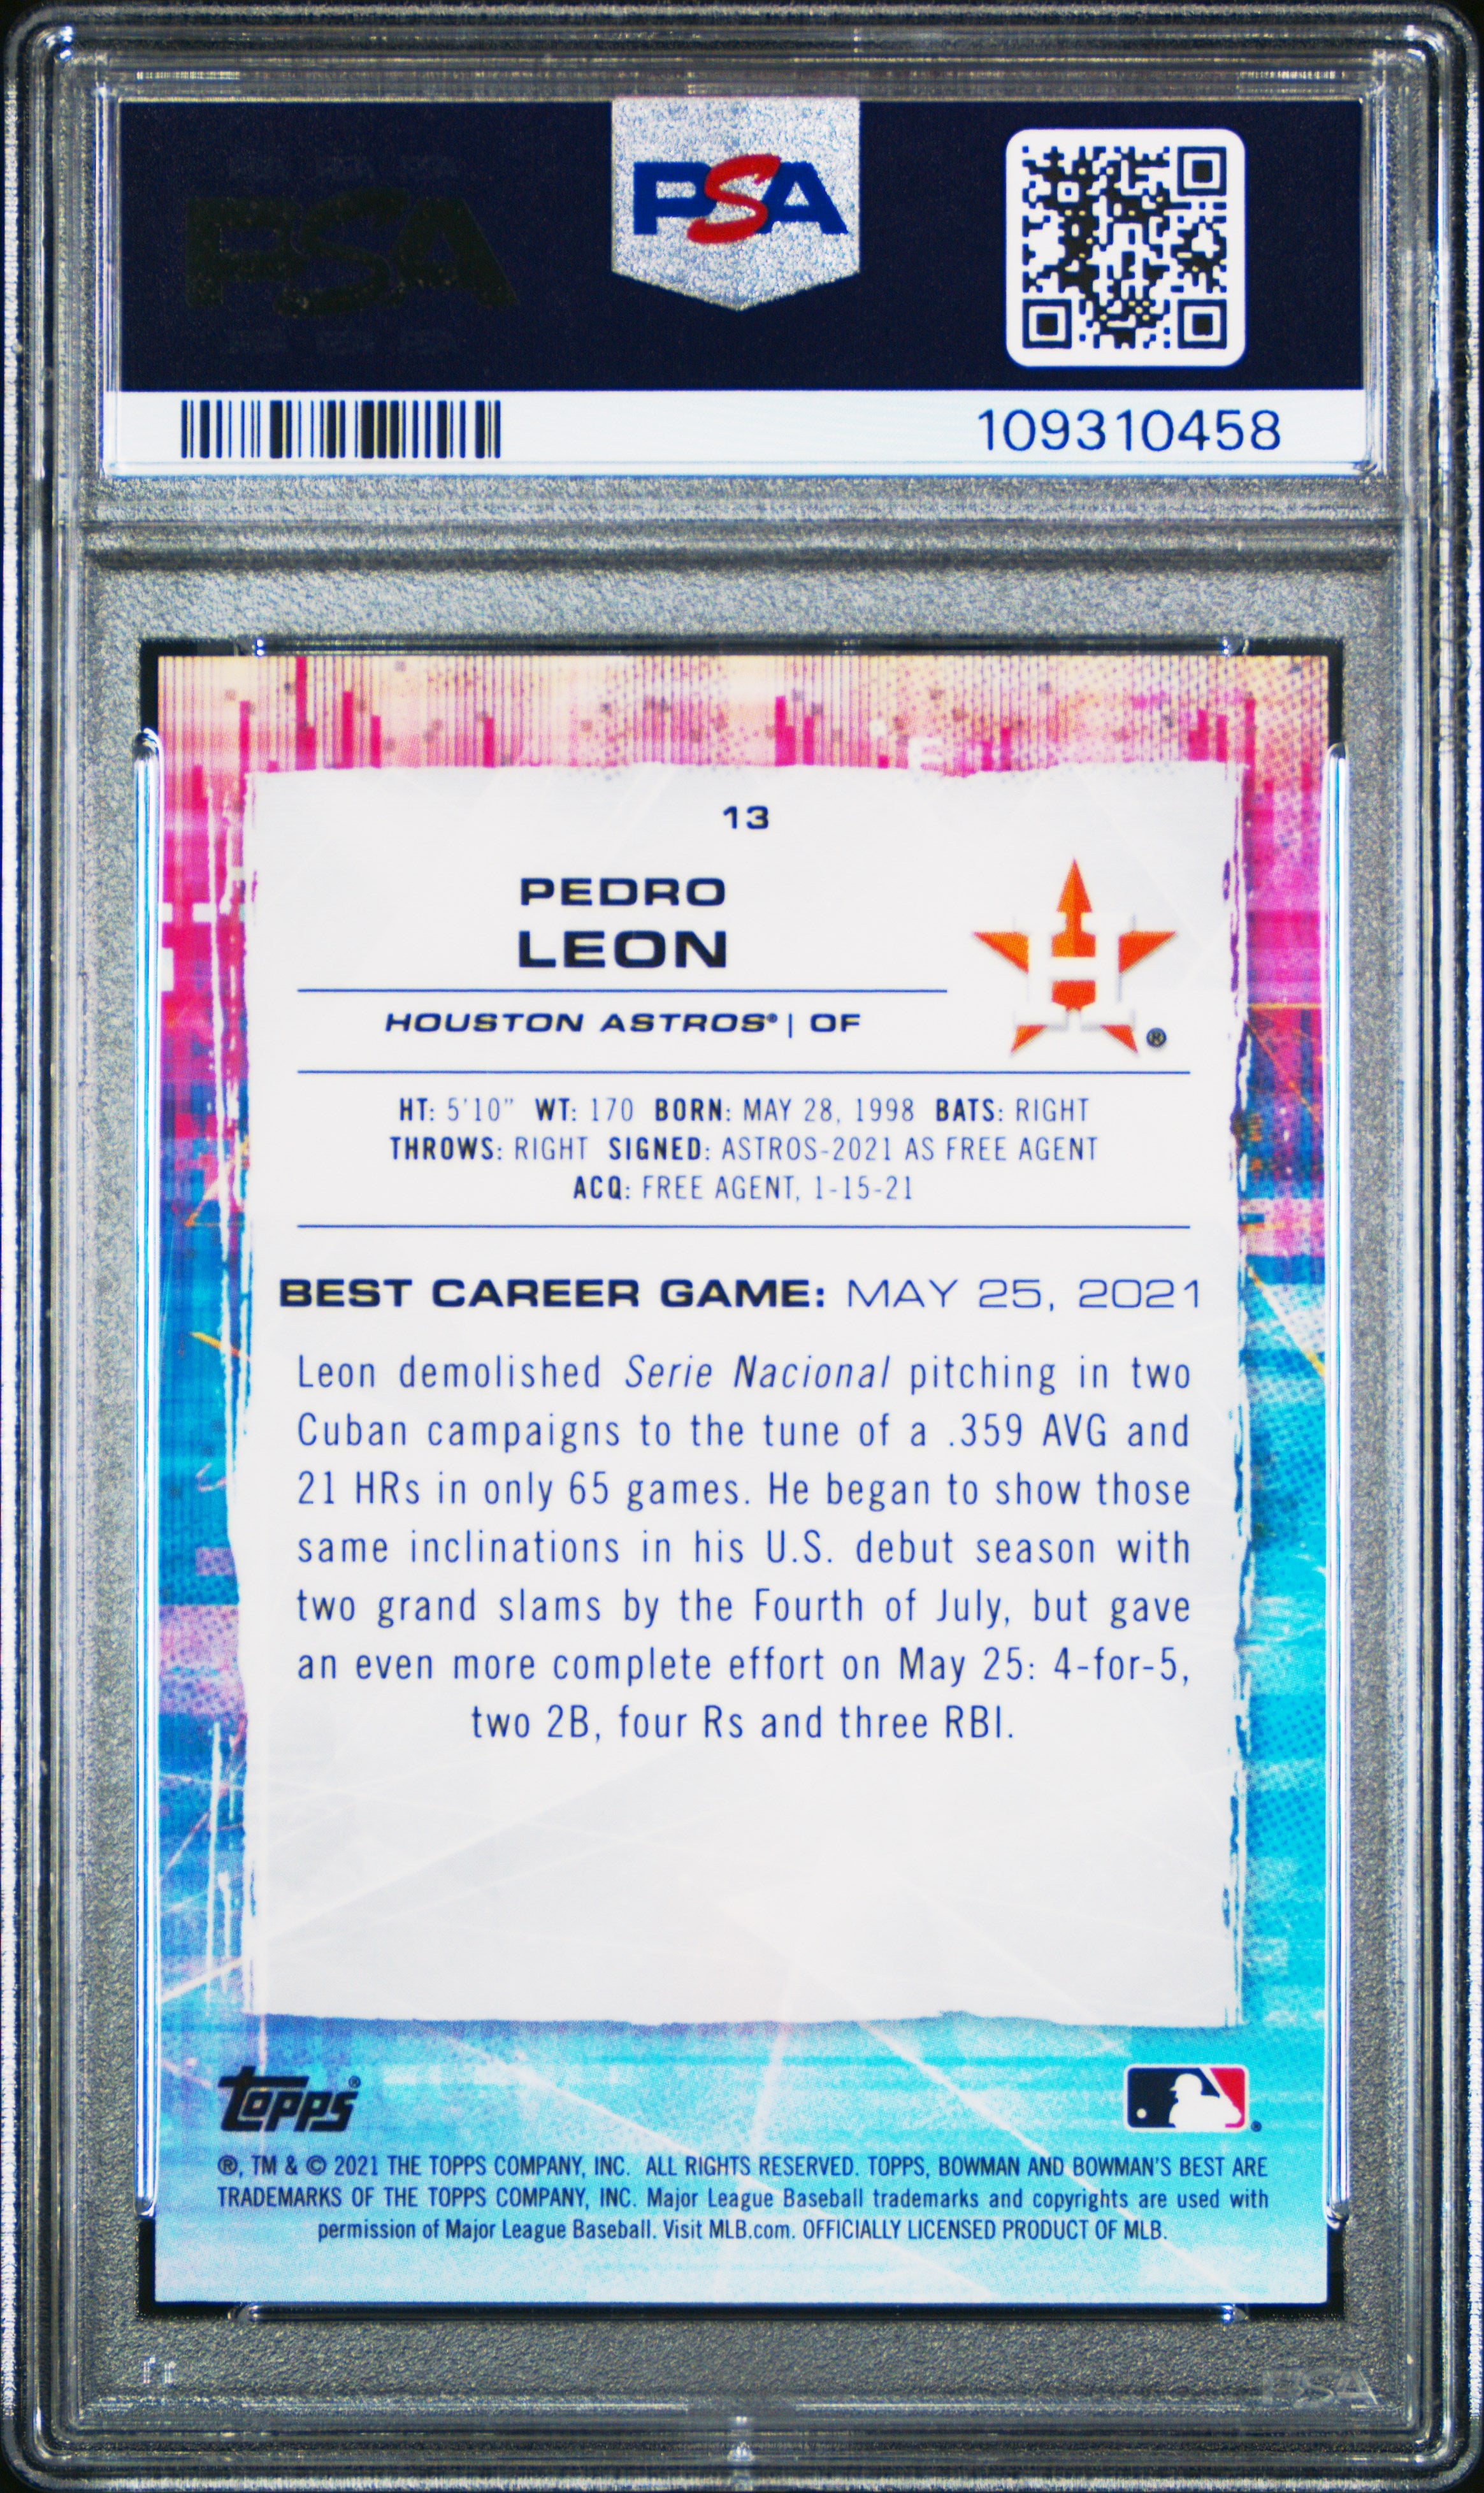 PSA
PSA
109310458
13
PEDRO
LEON
HOUSTON ASTROS® | OF
®
HT: 5'10" WT: 170 BORN: MAY 28, 1998 BATS: RIGHT
THROWS: RIGHT SIGNED: ASTROS-2021 AS FREE AGENT
ACQ: FREE AGENT, 1-15-21
BEST CAREER GAME: MAY 25, 2021
Leon demolished Serie Nacional pitching in two
Cuban campaigns to the tune of a .359 AVG and
21 HRs in only 65 games. He began to show those
same inclinations in his U.S. debut season with
two grand slams by the Fourth of July, but gave
an even more complete effort on May 25: 4-for-5,
two 2B, four Rs and three RBI.
TOPPS®
®, TM & © 2021 THE TOPPS COMPANY, INC. ALL RIGHTS RESERVED. TOPPS, BOWMAN AND BOWMAN'S BEST ARE
TRADEMARKS OF THE TOPPS COMPANY, INC. Major League Baseball trademarks and copyrights are used with
permission of Major League Baseball. Visit MLB.com. OFFICIALLY LICENSED PRODUCT OF MLB.
PSA